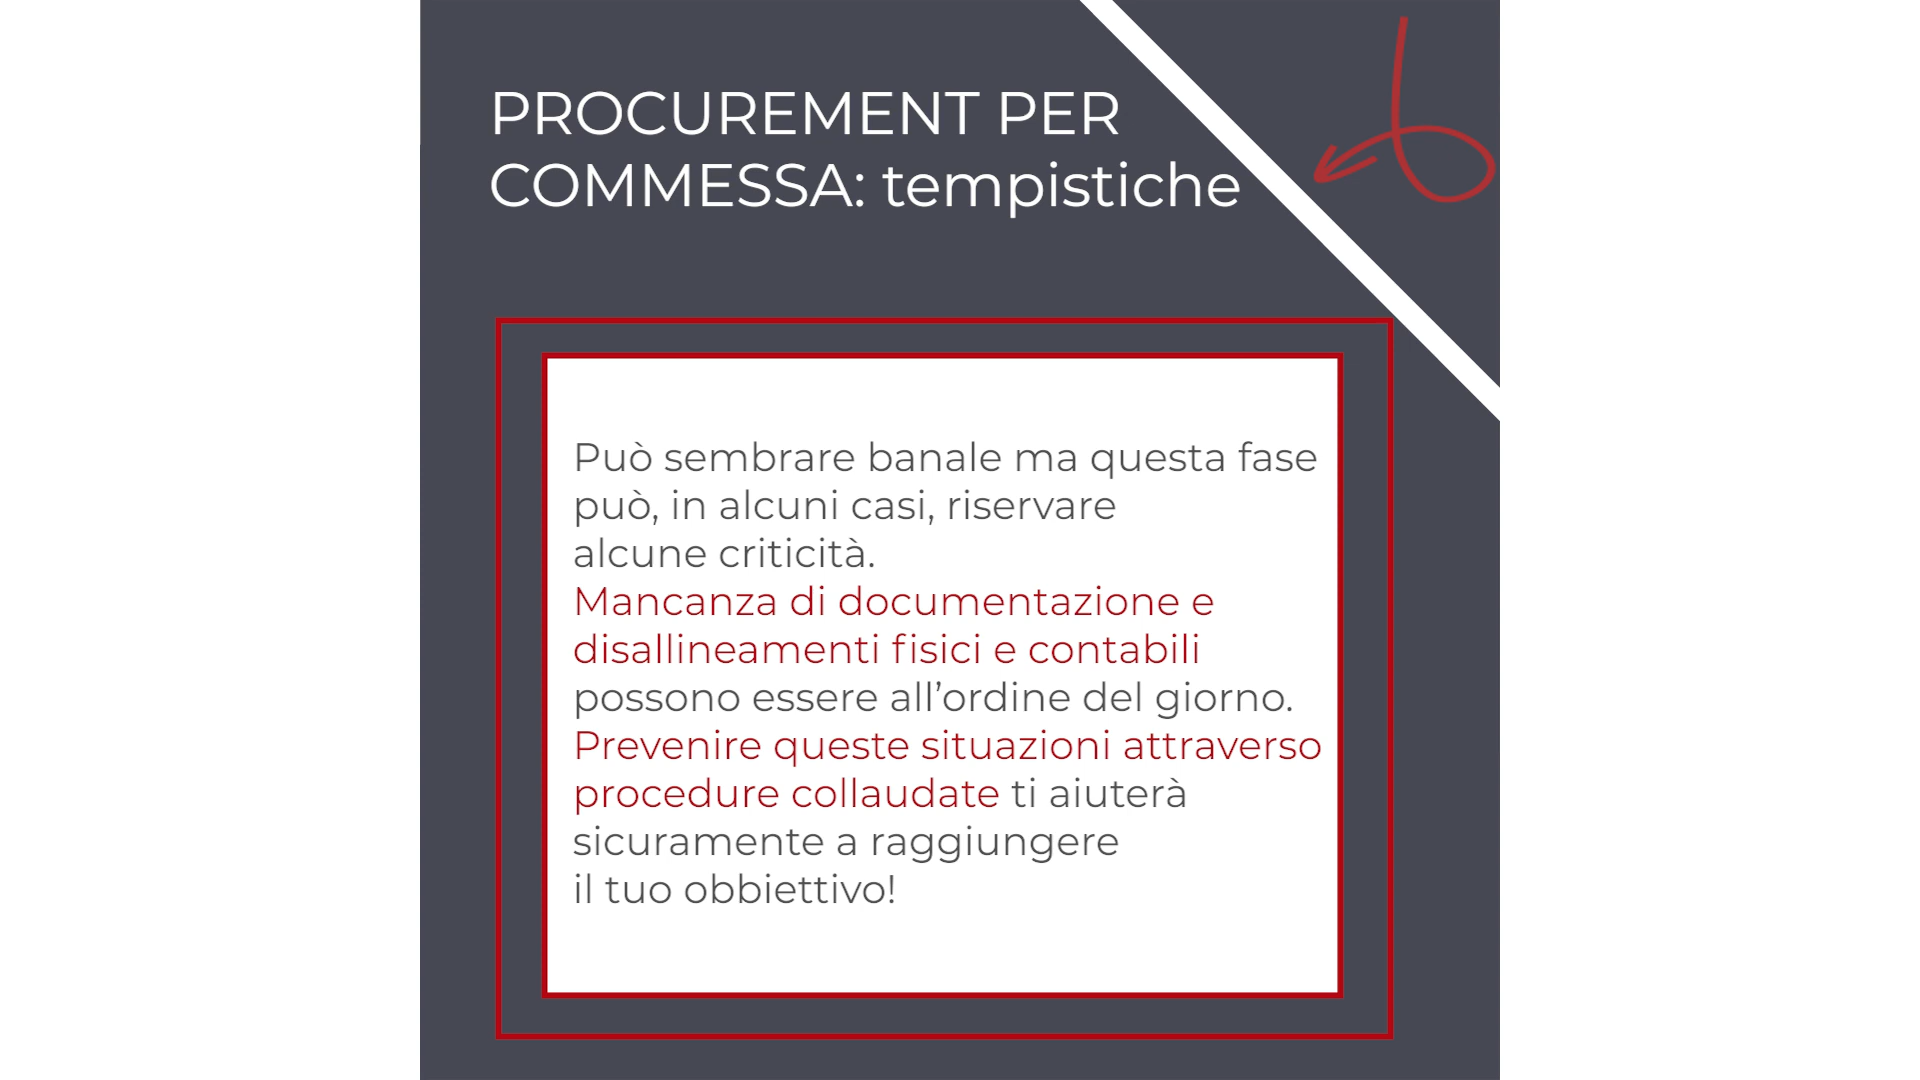 PROCUREMENT PER
COMMESSA: tempistiche
Può sembrare banale ma questa fase
può, in alcuni casi, riservare
alcune criticità.
Mancanza di documentazione e
disallineamenti fisici e contabili
possono essere all’ordine del giorno.
Prevenire queste situazioni attraverso
procedure collaudate ti aiuterà
sicuramente a raggiungere
il tuo obbiettivo!